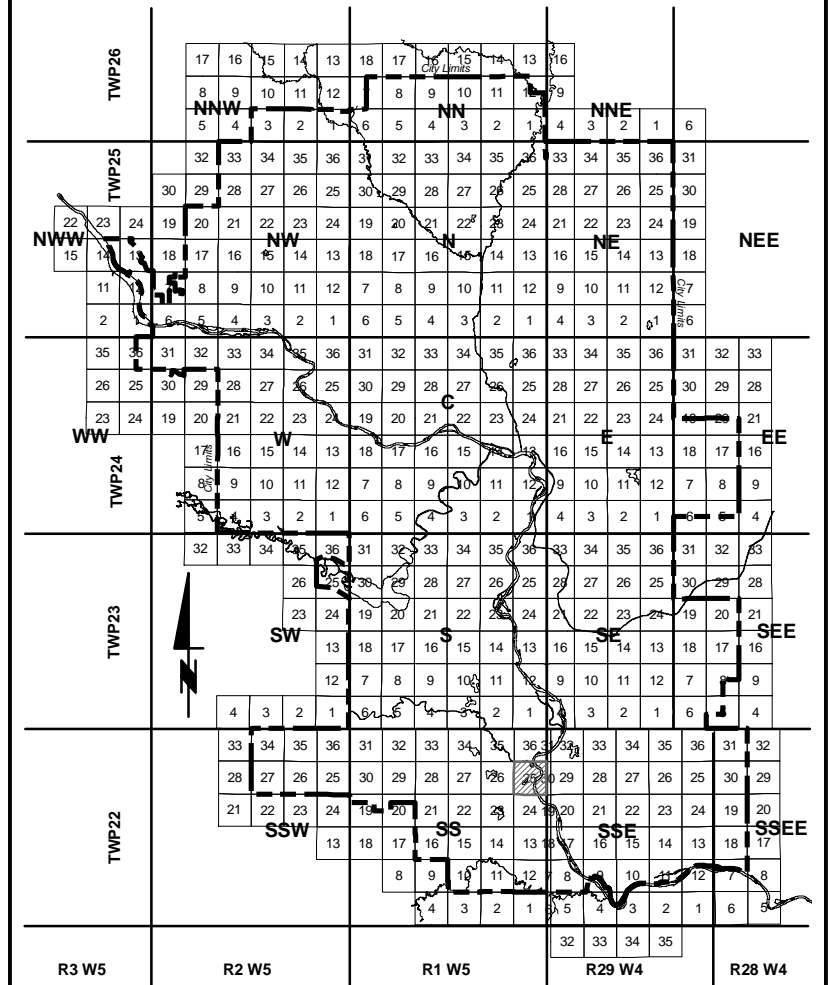 TWP26
17 16 15 14 13 18 17 16 15 14 13 16
City Limits
8 9 10 11 12 8 9 10 11 12 9
NNW NN NNE
5 4 3 2 1 6 5 4 3 2 1 4 3 2 1 6
TWP25
32 33 34 35 36 31 32 33 34 35 36 33 34 35 36 31
30 29 28 27 26 25 30 29 28 27 26 25 28 27 26 25 30
22 23 24 19 20 21 22 23 24 19 20 21 22 23 24 21 22 23 24 19
NWW NW N NE NEE
15 14 13 18 17 16 15 14 13 18 17 16 15 14 13 16 15 14 13 18
11 8 9 10 11 12 7 8 9 10 11 12 9 10 11 12 7
City Limits
2 1 6 5 4 3 2 1 6 5 4 3 2 1 4 3 2 1 6
35 36 31 32 33 34 35 36 31 32 33 34 35 36 33 34 35 36 31 32 33
26 25 30 29 28 27 26 25 30 29 28 27 26 25 28 27 26 25 30 29 28
C
23 24 19 20 21 22 23 24 19 20 21 22 23 24 21 22 23 24 19 20 21
WW W E EE
17 16 15 14 13 18 17 16 15 14 13 16 15 14 13 18 17 16
City Limits
TWP24
8 9 10 11 12 7 8 9 10 11 12 9 10 11 12 7 8 9
5 4 3 2 1 6 5 4 3 2 1 4 3 2 1 6 5 4
32 33 34 35 36 31 32 33 34 35 36 33 34 35 36 31 32 33
26 25 30 29 28 27 26 25 28 27 26 25 30 29 28
TWP23
23 24 19 20 21 22 23 24 21 22 23 24 19 20 21
SW S SE SEE
13 18 17 16 15 14 13 16 15 14 13 18 17 16
12 7 8 9 10 11 12 9 10 11 12 7 8 9
4 3 2 1 6 5 4 3 2 1 3 2 1 6 4
33 34 35 36 31 32 33 34 35 36 31 32 33 34 35 36 31 32
28 27 26 25 30 29 28 27 26 25 30 29 28 27 26 25 30 29
TWP22
21 22 23 24 19 20 21 22 23 24 19 20 21 22 23 24 19 20
SSW SS SSE SSEE
13 18 17 16 15 14 13 18 17 16 15 14 13 18 17
8 9 10 11 12 7 8 9 10 11 12 7 8
4 3 2 1 5 4 3 2 1 6 5
32 33 34 35
N
R3 W5 R2 W5 R1 W5 R29 W4 R28 W4